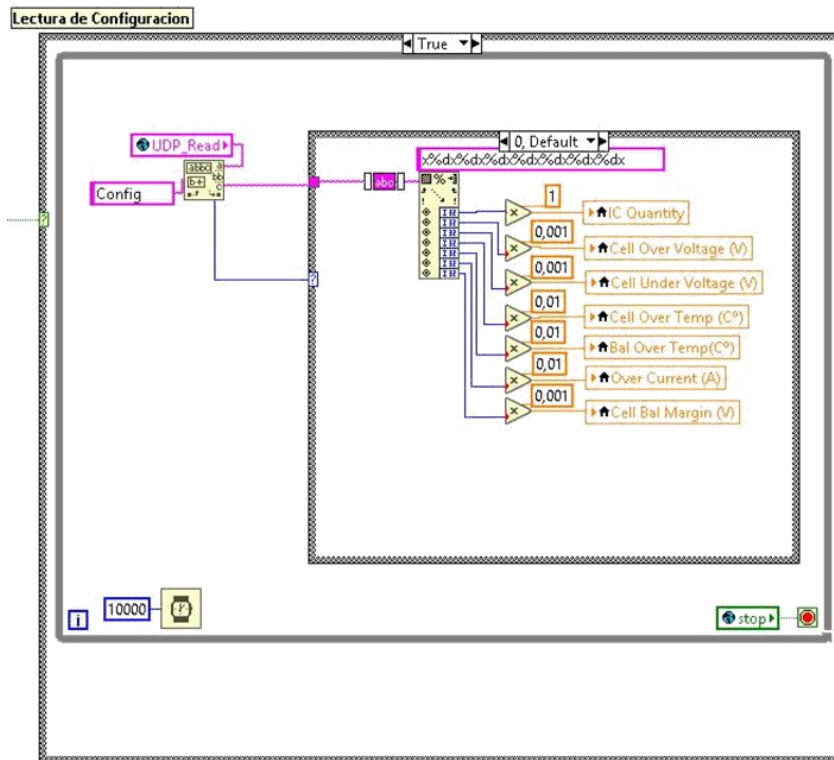 Lectura de Configuracion
True
UDP_Read
Config
0, Default
x%dx%dx%dx%dx%dx%dx%dx
1
IC Quantity
0,001
Cell Over Voltage (V)
0,001
Cell Under Voltage (V)
0,01
Cell Over Temp (Cº)
0,01
Bal Over Temp(Cº)
0,01
Over Current (A)
0,001
Cell Bal Margin (V)
10000
i
stop